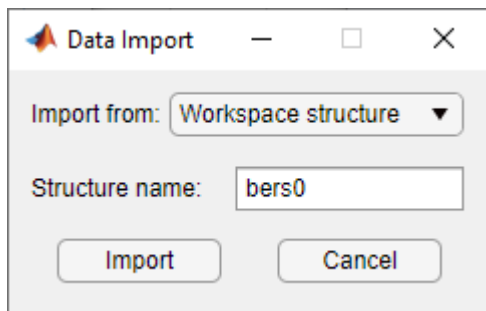 Data Import
Import from: Workspace structure
Structure name: bers0
Import Cancel